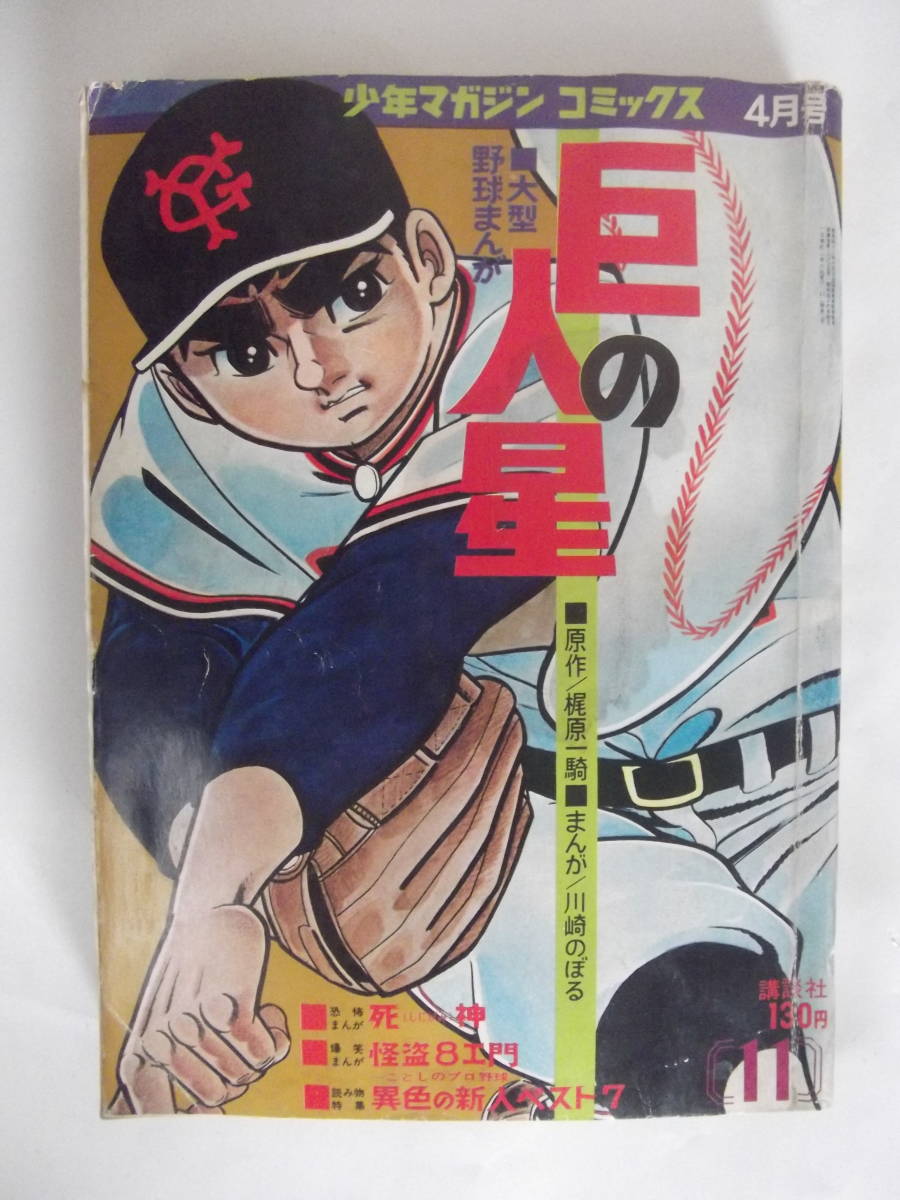 少年マガジン コミックス
4月号
■大型
野球まんが
巨人の星
■原作/梶原一騎■まんが/川崎のぼる
恐怖まんが 死神
爆笑まんが 怪盗8エ門
ことしのプロ野球
読み物特集 異色の新人ベスト7
講談社
130円
11